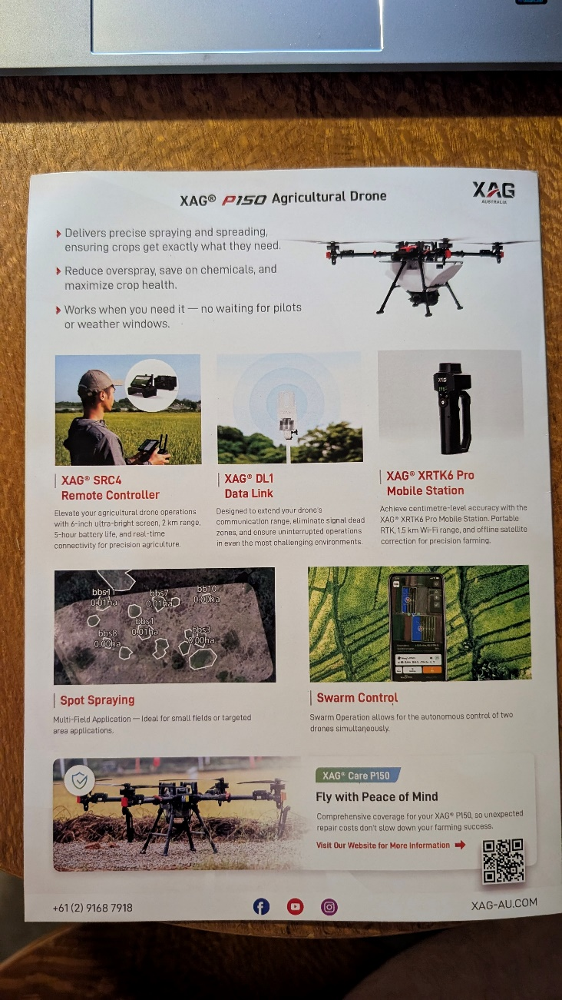 XAG® P150 Agricultural Drone
XAG
AUSTRALIA
Delivers precise spraying and spreading,
ensuring crops get exactly what they need.
Reduce overspray, save on chemicals, and
maximize crop health.
Works when you need it — no waiting for pilots
or weather windows.
XAG® SRC4
Remote Controller
Elevate your agricultural drone operations
with 6-inch ultra-bright screen, 2 km range,
5-hour battery life, and real-time
connectivity for precision agriculture.
XAG® DL1
Data Link
Designed to extend your drone's
communication range, eliminate signal dead
zones, and ensure uninterrupted operations
in even the most challenging environments.
XAG
XAG® XRTK6 Pro
Mobile Station
Achieve centimetre-level accuracy with the
XAG® XRTK6 Pro Mobile Station. Portable
RTK, 1.5 km Wi-Fi range, and offline satellite
correction for precision farming.
bbs11
0.01ha
bbs7
0.01ha
bb10
0.00ha
bbs1
0.01ha
bbs8
0.00ha
bbs3
0.00ha
Spot Spraying
Multi-Field Application — Ideal for small fields or targeted
area applications.
Swarm Control
Swarm Operation allows for the autonomous control of two
drones simultaneously.
XAG® Care P150
Fly with Peace of Mind
Comprehensive coverage for your XAG® P150, so unexpected
repair costs don't slow down your farming success.
Visit Our Website for More Information
+61 (2) 9168 7918
XAG-AU.COM